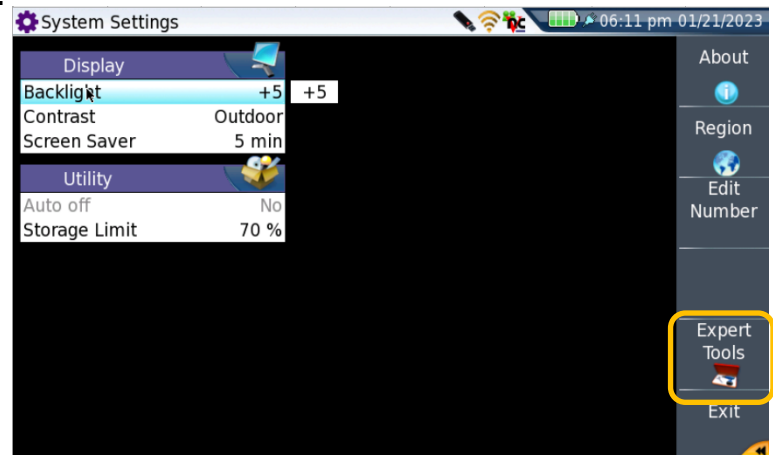 System Settings
06:11 pm 01/21/2023
Display
Backlight +5 +5
Contrast Outdoor
Screen Saver 5 min
Utility
Auto off No
Storage Limit 70 %
About
Region
Edit
Number
Expert
Tools
Exit